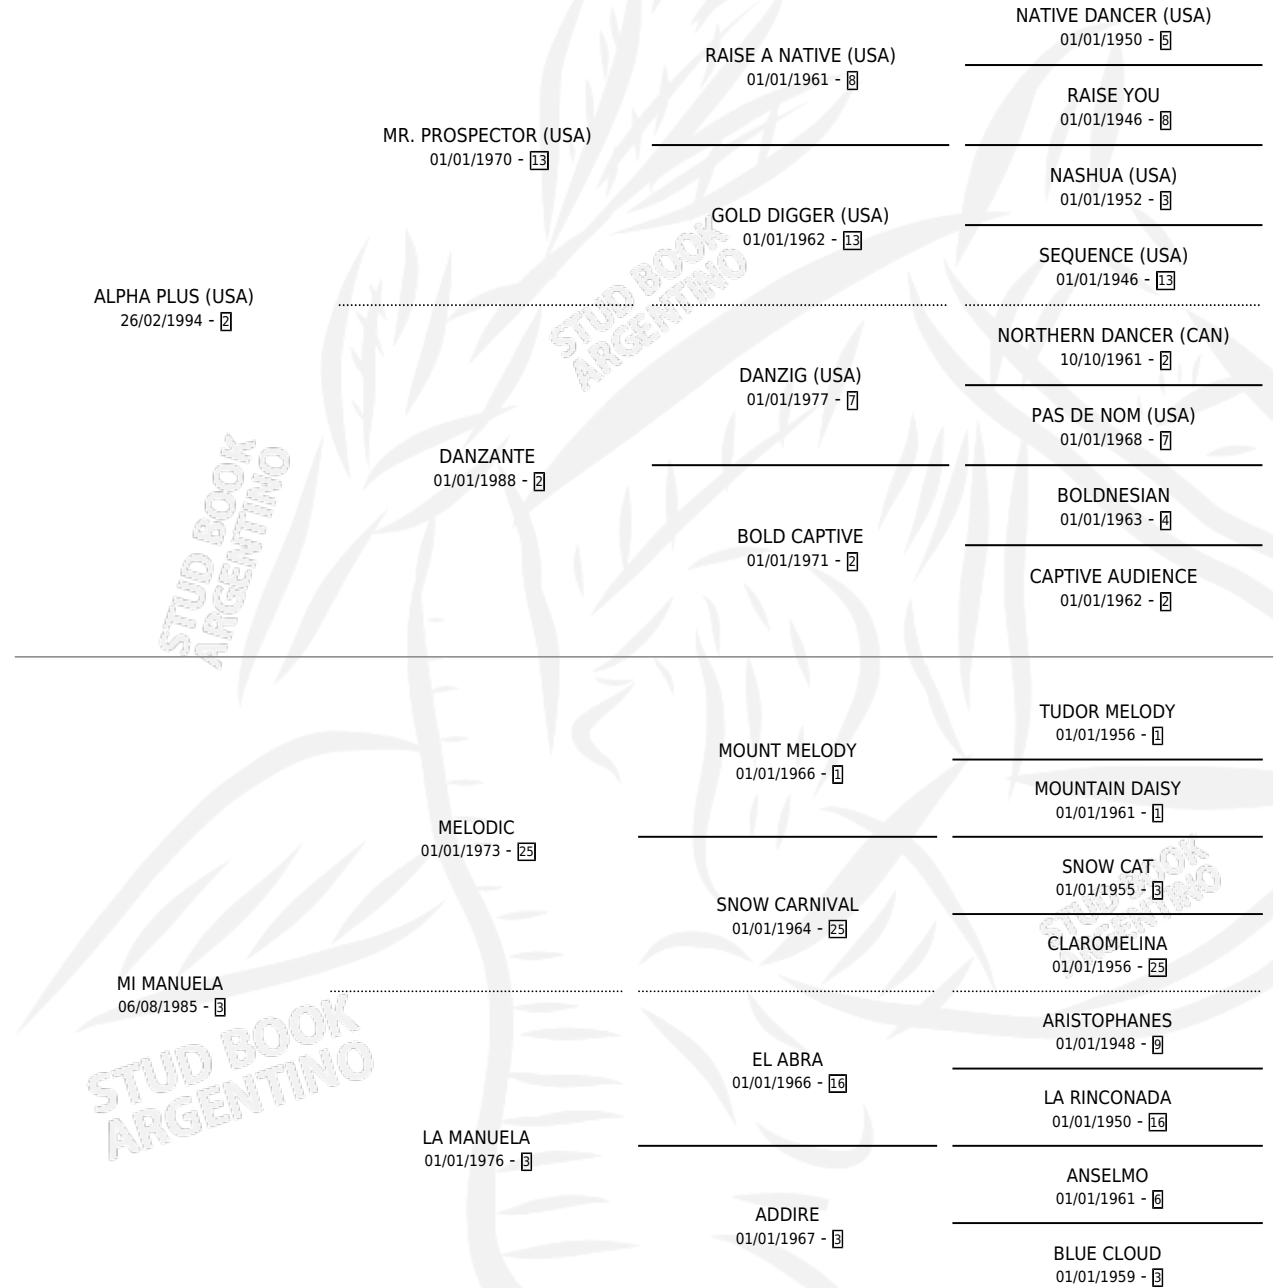 NATIVE DANCER (USA)
01/01/1950 - 5
RAISE A NATIVE (USA)
01/01/1961 - 8
RAISE YOU
01/01/1946 - 8
MR. PROSPECTOR (USA)
01/01/1970 - 13
NASHUA (USA)
01/01/1952 - 3
GOLD DIGGER (USA)
01/01/1962 - 13
SEQUENCE (USA)
01/01/1946 - 13
ALPHA PLUS (USA)
26/02/1994 - 2
STUD BOOK
ARGENTINO
NORTHERN DANCER (CAN)
10/10/1961 - 2
DANZIG (USA)
01/01/1977 - 7
PAS DE NOM (USA)
01/01/1968 - 7
DANZANTE
01/01/1988 - 2
BOLDNESIAN
01/01/1963 - 4
BOLD CAPTIVE
01/01/1971 - 2
CAPTIVE AUDIENCE
01/01/1962 - 2
STUD BOOK
ARGENTINO
TUDOR MELODY
01/01/1956 - 1
MOUNT MELODY
01/01/1966 - 1
MOUNTAIN DAISY
01/01/1961 - 1
MELODIC
01/01/1973 - 25
SNOW CAT
01/01/1955 - 3
SNOW CARNIVAL
01/01/1964 - 25
STUD BOOK
ARGENTINO
CLAROMELINA
01/01/1956 - 25
MI MANUELA
06/08/1985 - 3
ARISTOPHANES
01/01/1948 - 9
EL ABRA
01/01/1966 - 16
STUD BOOK
ARGENTINO
LA RINCONADA
01/01/1950 - 16
LA MANUELA
01/01/1976 - 3
ANSELMO
01/01/1961 - 6
ADDIRE
01/01/1967 - 3
BLUE CLOUD
01/01/1959 - 3